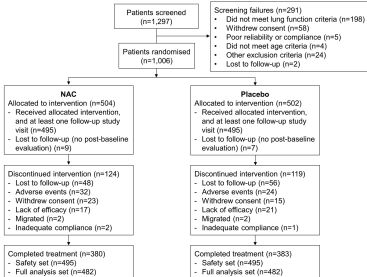 Patients screened
(n=1,297)
Screening failures (n=291)
• Did not meet lung function criteria (n=198)
• Withdrew consent (n=58)
• Poor reliability or compliance (n=5)
• Did not meet age criteria (n=4)
• Other exclusion criteria (n=24)
• Lost to follow-up (n=2)
Patients randomised
(n=1,006)
NAC
Allocated to intervention (n=504)
- Received allocated intervention,
and at least one follow-up study
visit (n=495)
- Lost to follow-up (no post-baseline
evaluation) (n=9)
Placebo
Allocated to intervention (n=502)
- Received allocated intervention,
and at least one follow-up study
visit (n=495)
- Lost to follow-up (no post-baseline
evaluation) (n=7)
Discontinued intervention (n=124)
- Lost to follow-up (n=48)
- Adverse events (n=32)
- Withdrew consent (n=23)
- Lack of efficacy (n=17)
- Migrated (n=2)
- Inadequate compliance (n=2)
Discontinued intervention (n=119)
- Lost to follow-up (n=56)
- Adverse events (n=24)
- Withdrew consent (n=15)
- Lack of efficacy (n=21)
- Migrated (n=2)
- Inadequate compliance (n=1)
Completed treatment (n=380)
- Safety set (n=495)
- Full analysis set (n=482)
Completed treatment (n=383)
- Safety set (n=495)
- Full analysis set (n=482)